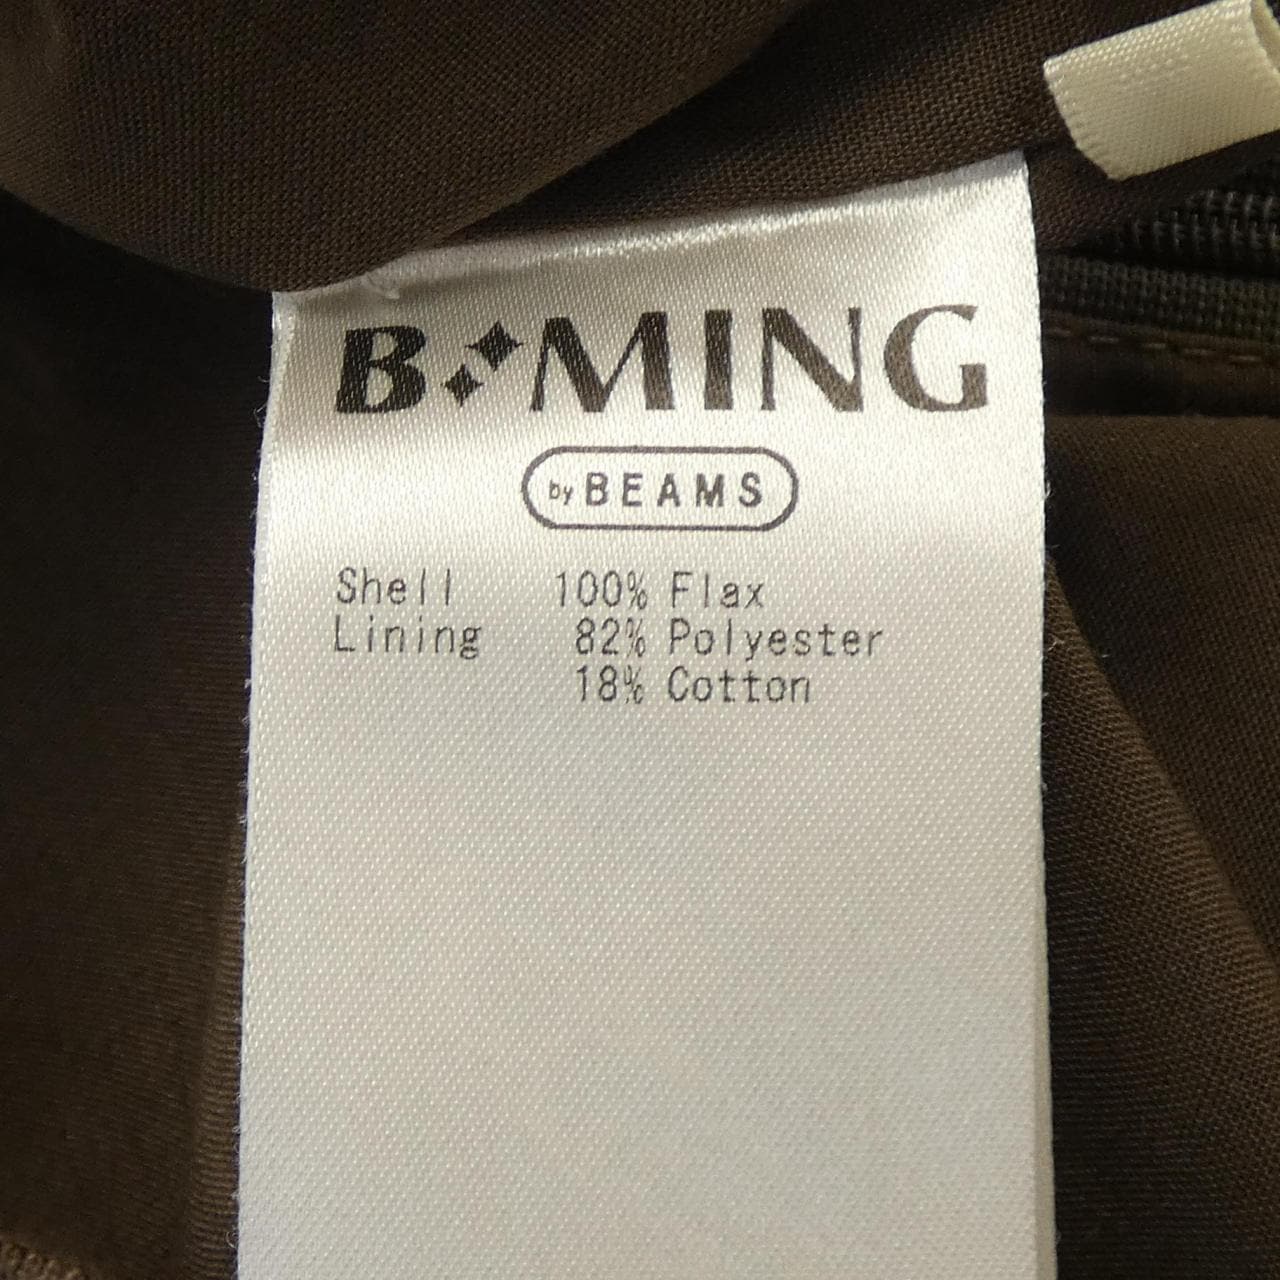 B MING
by BEAMS
Shell 100% Flax
Lining 82% Polyester
18% Cotton